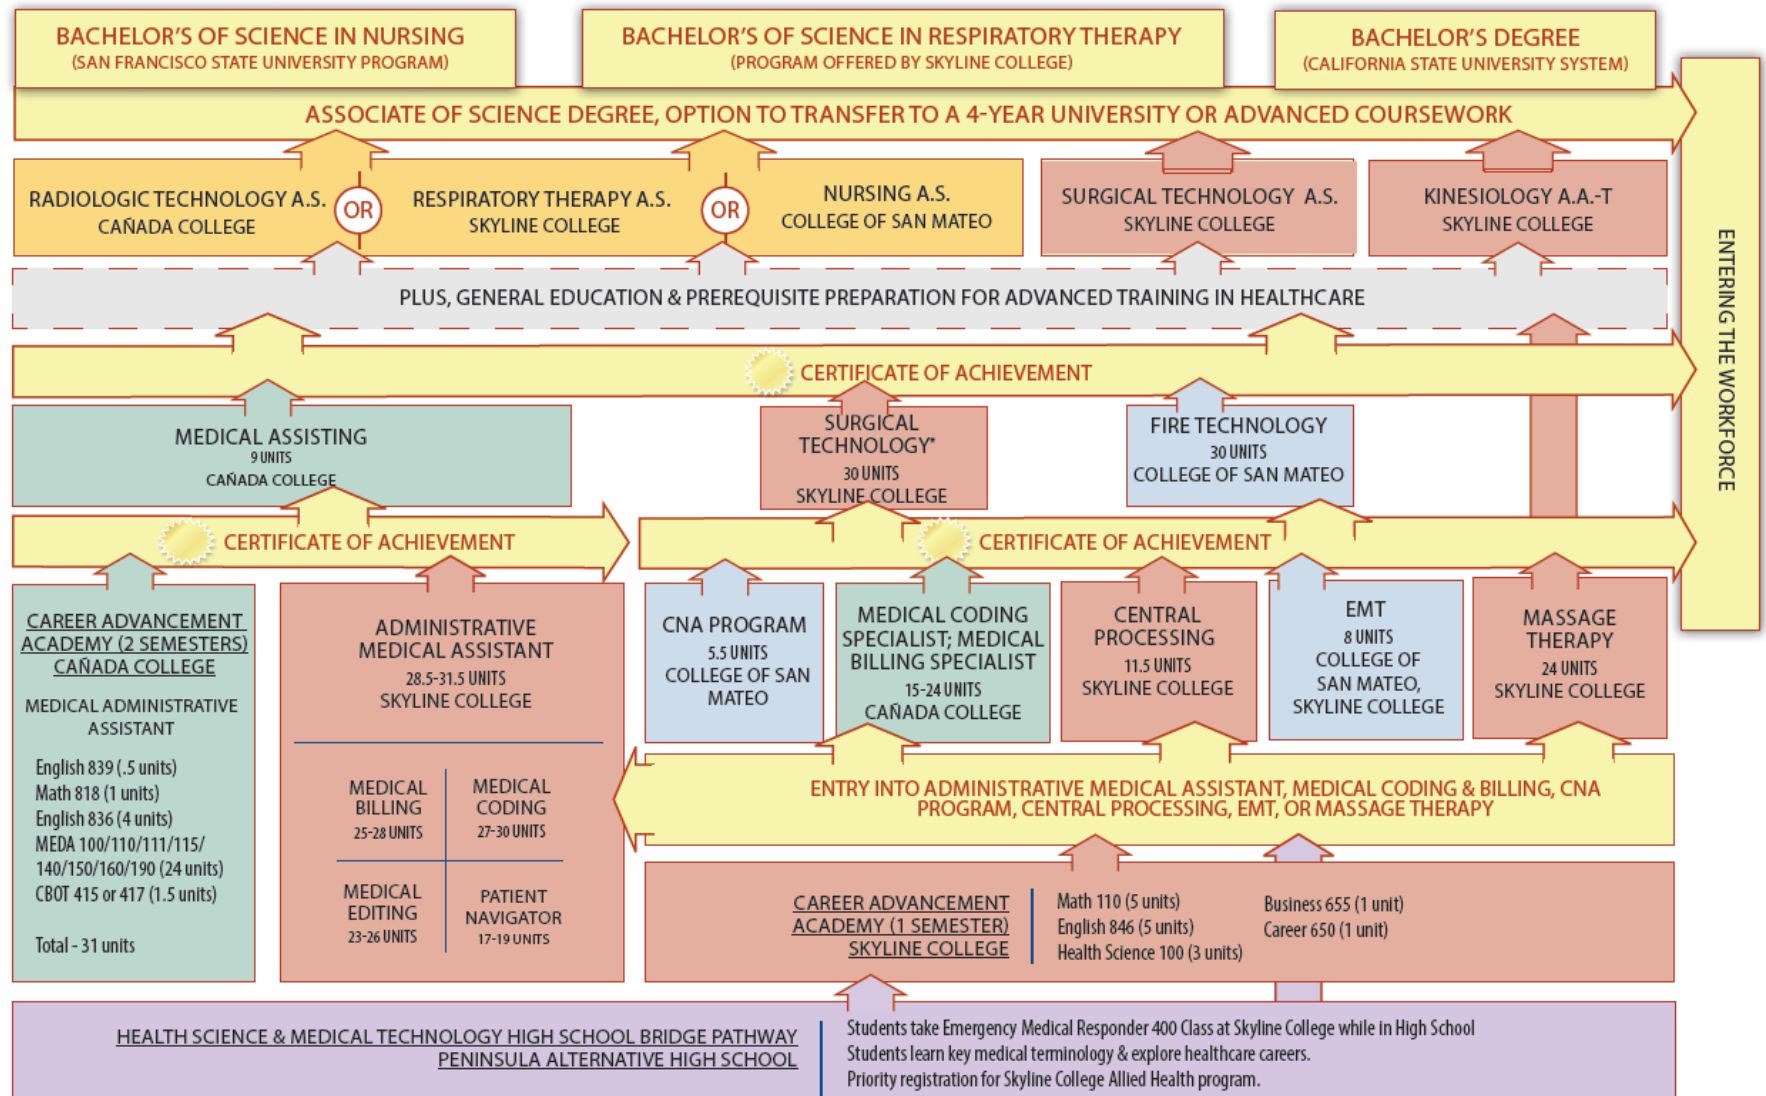 BACHELOR'S OF SCIENCE IN NURSING
(SAN FRANCISCO STATE UNIVERSITY PROGRAM)
BACHELOR'S OF SCIENCE IN RESPIRATORY THERAPY
(PROGRAM OFFERED BY SKYLINE COLLEGE)
BACHELOR'S DEGREE
(CALIFORNIA STATE UNIVERSITY SYSTEM)
ASSOCIATE OF SCIENCE DEGREE, OPTION TO TRANSFER TO A 4-YEAR UNIVERSITY OR ADVANCED COURSEWORK
ENTERING THE WORKFORCE
RADIOLOGIC TECHNOLOGY A.S.
CAÑADA COLLEGE
OR
RESPIRATORY THERAPY A.S.
SKYLINE COLLEGE
OR
NURSING A.S.
COLLEGE OF SAN MATEO
SURGICAL TECHNOLOGY A.S.
SKYLINE COLLEGE
KINESIOLOGY A.A.-T
SKYLINE COLLEGE
PLUS, GENERAL EDUCATION & PREREQUISITE PREPARATION FOR ADVANCED TRAINING IN HEALTHCARE
CERTIFICATE OF ACHIEVEMENT
MEDICAL ASSISTING
9 UNITS
CAÑADA COLLEGE
SURGICAL
TECHNOLOGY*
30 UNITS
SKYLINE COLLEGE
FIRE TECHNOLOGY
30 UNITS
COLLEGE OF SAN MATEO
CERTIFICATE OF ACHIEVEMENT
CERTIFICATE OF ACHIEVEMENT
CAREER ADVANCEMENT
ACADEMY (2 SEMESTERS)
CAÑADA COLLEGE
MEDICAL ADMINISTRATIVE
ASSISTANT
English 839 (.5 units)
Math 818 (1 units)
English 836 (4 units)
MEDA 100/110/111/115/
140/150/160/190 (24 units)
CBOT 415 or 417 (1.5 units)
Total - 31 units
ADMINISTRATIVE
MEDICAL ASSISTANT
28.5-31.5 UNITS
SKYLINE COLLEGE
MEDICAL
BILLING
25-28 UNITS
MEDICAL
CODING
27-30 UNITS
MEDICAL
EDITING
23-26 UNITS
PATIENT
NAVIGATOR
17-19 UNITS
CNA PROGRAM
5.5 UNITS
COLLEGE OF SAN
MATEO
MEDICAL CODING
SPECIALIST; MEDICAL
BILLING SPECIALIST
15-24 UNITS
CAÑADA COLLEGE
CENTRAL
PROCESSING
11.5 UNITS
SKYLINE COLLEGE
EMT
8 UNITS
COLLEGE OF
SAN MATEO,
SKYLINE COLLEGE
MASSAGE
THERAPY
24 UNITS
SKYLINE COLLEGE
ENTRY INTO ADMINISTRATIVE MEDICAL ASSISTANT, MEDICAL CODING & BILLING, CNA
PROGRAM, CENTRAL PROCESSING, EMT, OR MASSAGE THERAPY
CAREER ADVANCEMENT
ACADEMY (1 SEMESTER)
SKYLINE COLLEGE
Math 110 (5 units)
English 846 (5 units)
Health Science 100 (3 units)
Business 655 (1 unit)
Career 650 (1 unit)
HEALTH SCIENCE & MEDICAL TECHNOLOGY HIGH SCHOOL BRIDGE PATHWAY
PENINSULA ALTERNATIVE HIGH SCHOOL
Students take Emergency Medical Responder 400 Class at Skyline College while in High School
Students learn key medical terminology & explore healthcare careers.
Priority registration for Skyline College Allied Health program.